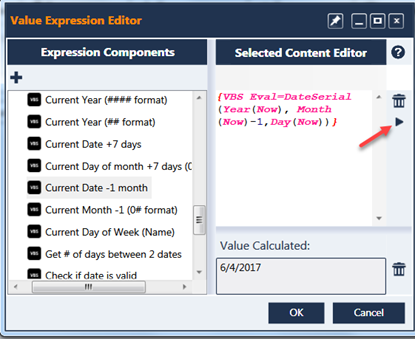 Value Expression Editor
Expression Components
VBS Current Year (#### format)
VBS Current Year (## format)
VBS Current Date +7 days
VBS Current Day of month +7 days (0
VBS Current Date -1 month
VBS Current Month -1 (0# format)
VBS Current Day of Week (Name)
VBS Get # of days between 2 dates
VBS Check if date is valid
Selected Content Editor
{VBS Eval=DateSerial
(Year(Now), Month
(Now)-1,Day(Now))}
Value Calculated:
6/4/2017
OK
Cancel